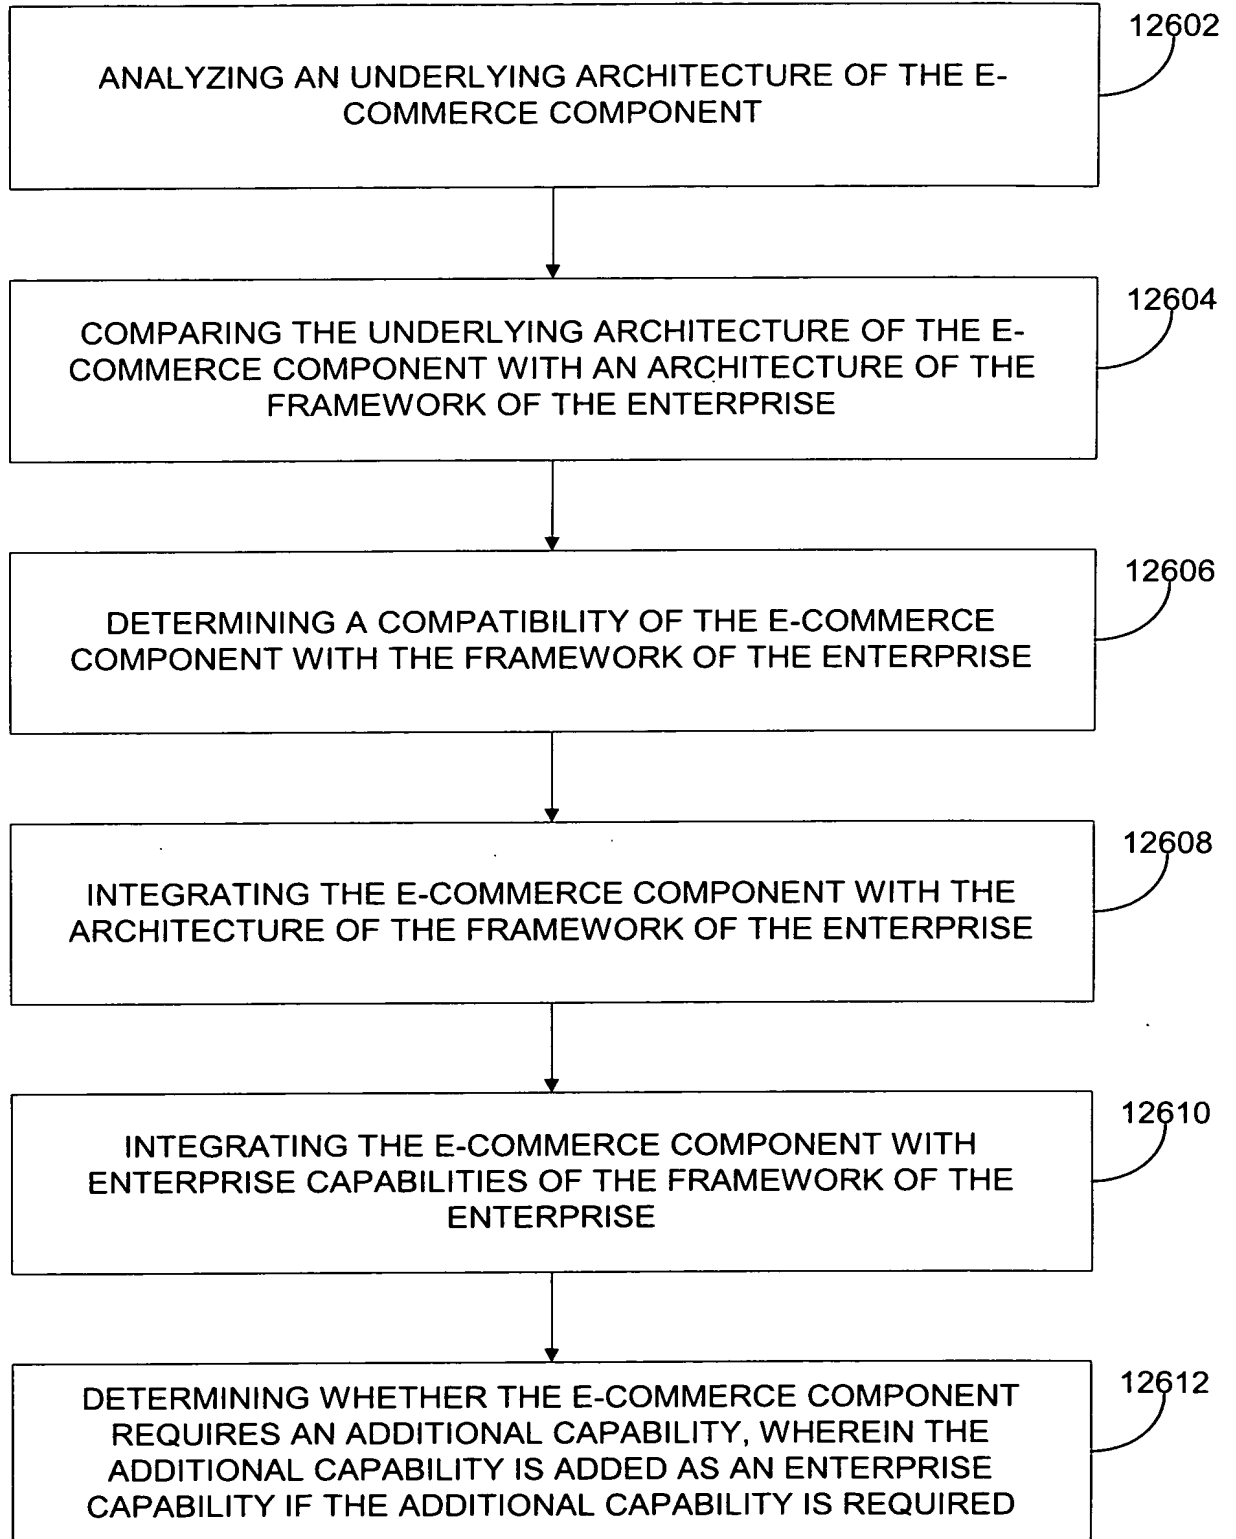 12602
ANALYZING AN UNDERLYING ARCHITECTURE OF THE E-
COMMERCE COMPONENT
12604
COMPARING THE UNDERLYING ARCHITECTURE OF THE E-
COMMERCE COMPONENT WITH AN ARCHITECTURE OF THE
FRAMEWORK OF THE ENTERPRISE
12606
DETERMINING A COMPATIBILITY OF THE E-COMMERCE
COMPONENT WITH THE FRAMEWORK OF THE ENTERPRISE
12608
INTEGRATING THE E-COMMERCE COMPONENT WITH THE
ARCHITECTURE OF THE FRAMEWORK OF THE ENTERPRISE
12610
INTEGRATING THE E-COMMERCE COMPONENT WITH
ENTERPRISE CAPABILITIES OF THE FRAMEWORK OF THE
ENTERPRISE
12612
DETERMINING WHETHER THE E-COMMERCE COMPONENT
REQUIRES AN ADDITIONAL CAPABILITY, WHEREIN THE
ADDITIONAL CAPABILITY IS ADDED AS AN ENTERPRISE
CAPABILITY IF THE ADDITIONAL CAPABILITY IS REQUIRED